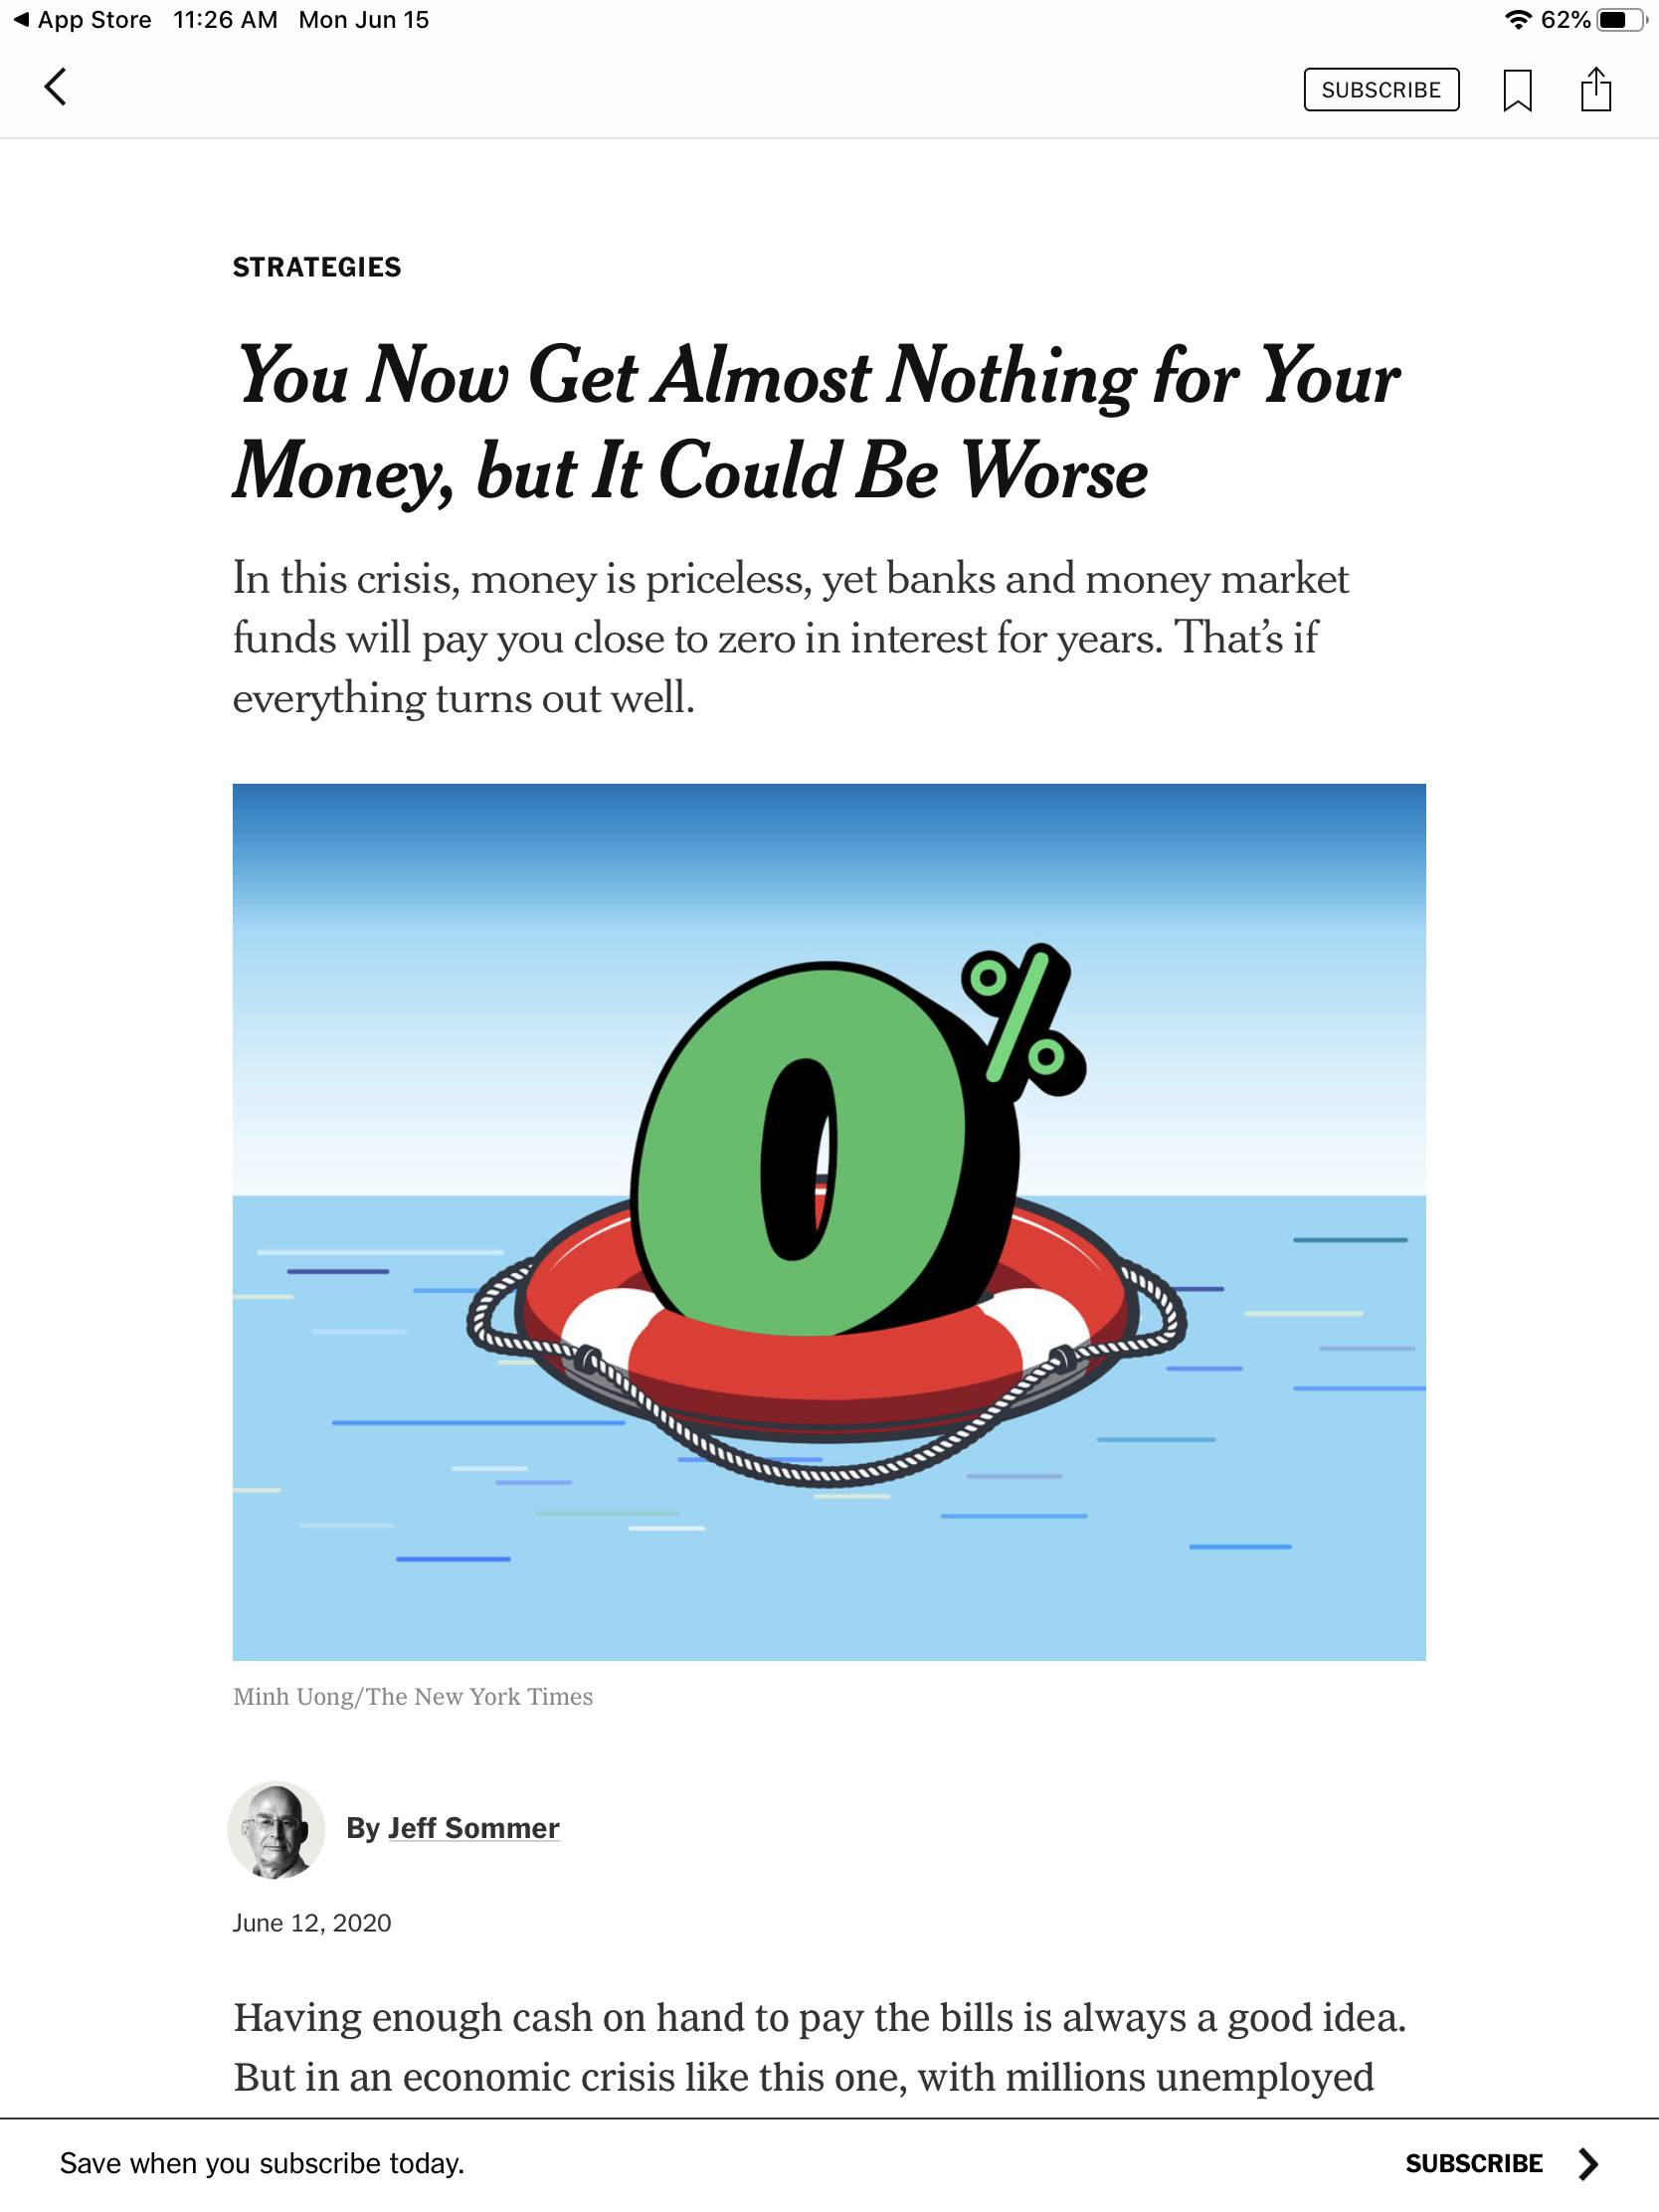 App Store 11:26 AM Mon Jun 15 62%
SUBSCRIBE
STRATEGIES
You Now Get Almost Nothing for Your
Money, but It Could Be Worse
In this crisis, money is priceless, yet banks and money market
funds will pay you close to zero in interest for years. That’s if
everything turns out well.
0%
Minh Uong/The New York Times
By Jeff Sommer
June 12, 2020
Having enough cash on hand to pay the bills is always a good idea.
But in an economic crisis like this one, with millions unemployed
Save when you subscribe today. SUBSCRIBE